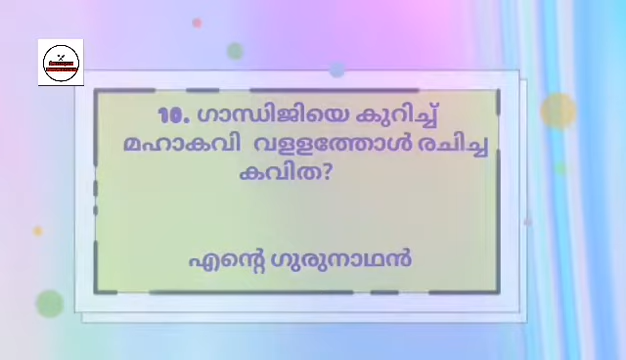 10. ഗാന്ധിജിയെ കുറിച്ച്
മഹാകവി വള്ളത്തോൾ രചിച്ച
കവിത?
എന്റെ ഗുരുനാഥൻ